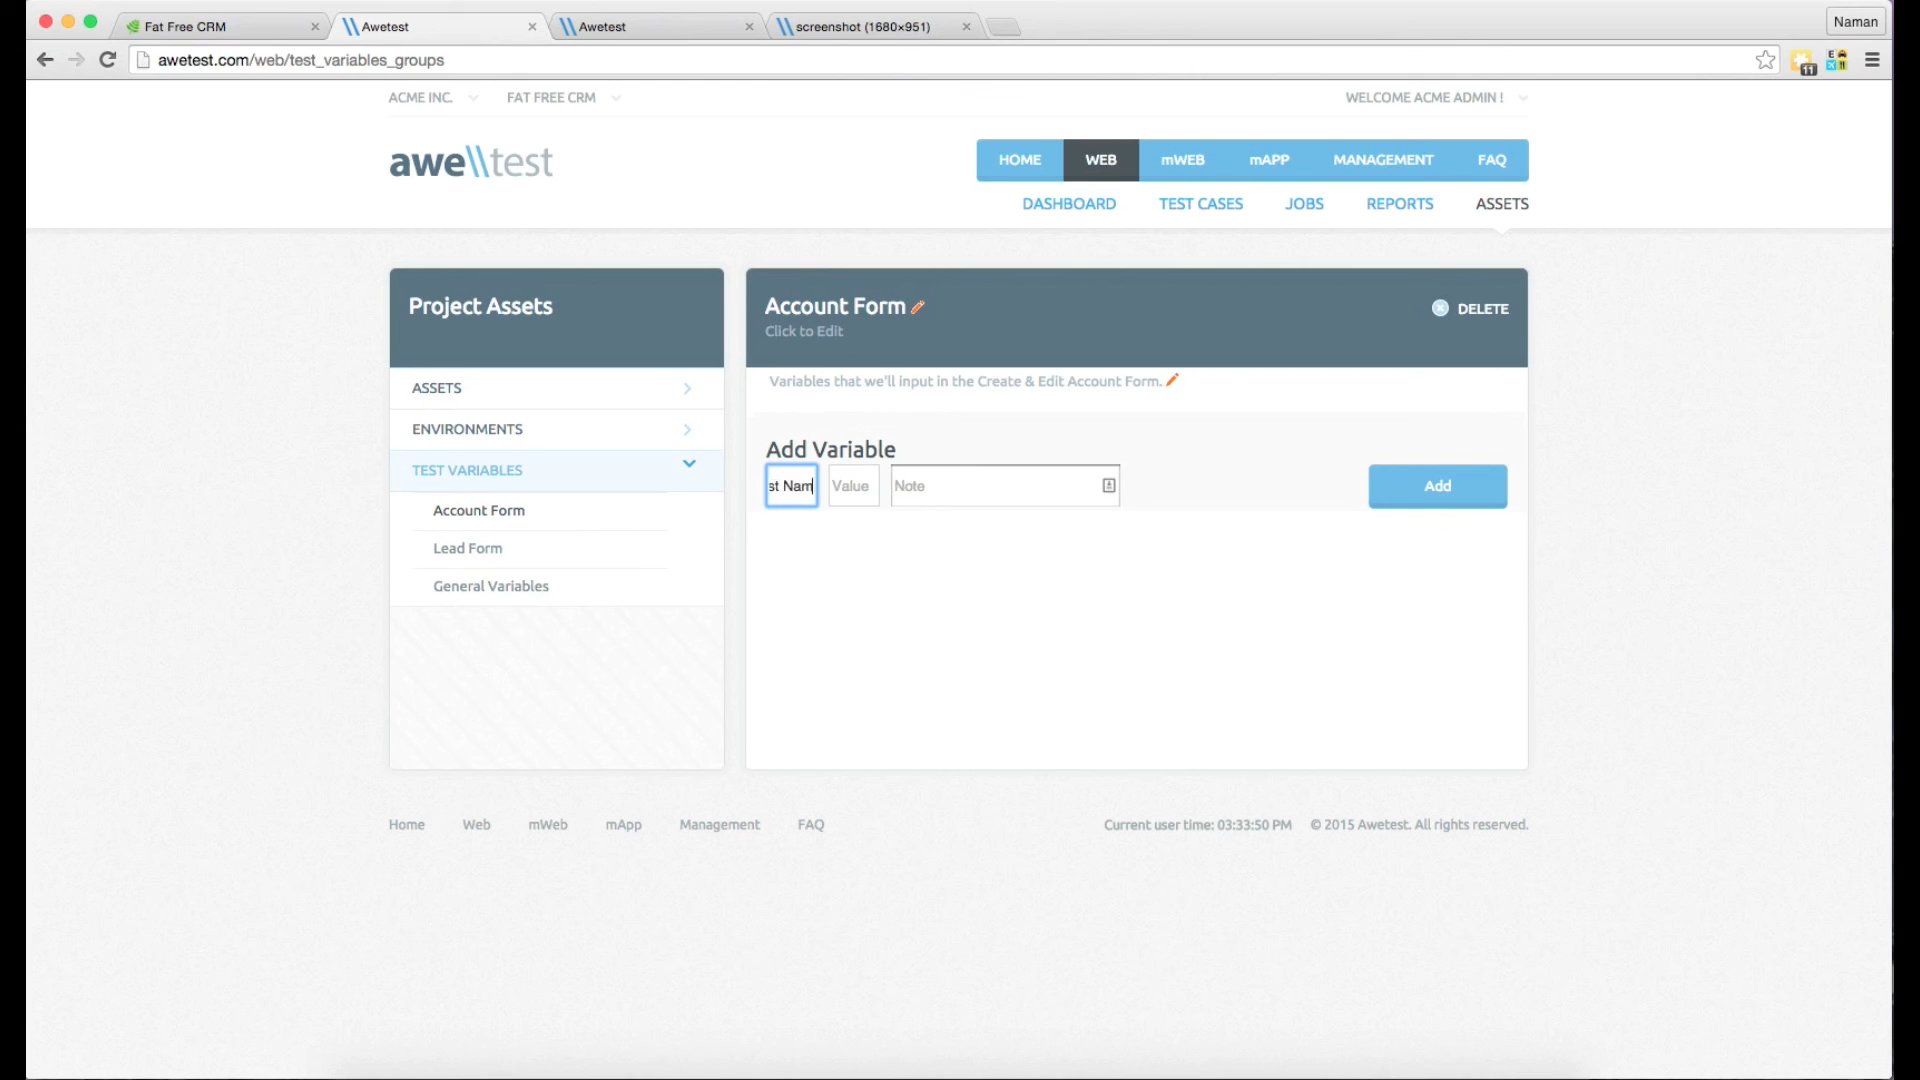 Fat Free CRM
Awetest
Awetest
screenshot (1680×951)
Naman
awetest.com/web/test_variables_groups
11
ACME INC.
FAT FREE CRM
WELCOME ACME ADMIN !
awe\\test
HOME
WEB
mWEB
mAPP
MANAGEMENT
FAQ
DASHBOARD
TEST CASES
JOBS
REPORTS
ASSETS
Project Assets
ASSETS
ENVIRONMENTS
TEST VARIABLES
Account Form
Lead Form
General Variables
Account Form
Click to Edit
DELETE
Variables that we'll input in the Create & Edit Account Form.
Add Variable
st Nam
Value
Note
Add
Home
Web
mWeb
mApp
Management
FAQ
Current user time: 03:33:50 PM
© 2015 Awetest. All rights reserved.